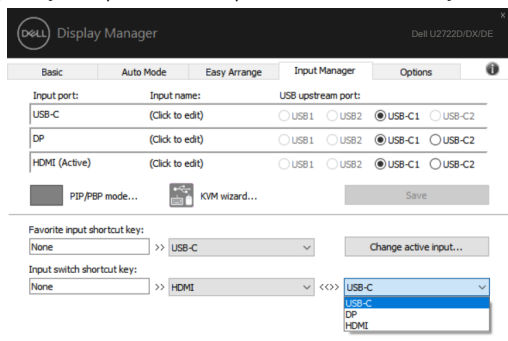 DELL Display Manager
Dell U2722D/DX/DE
x
Basic Auto Mode Easy Arrange Input Manager Options i
Input port: Input name: USB upstream port:
USB-C (Click to edit) USB1 USB2 USB-C1 USB-C2
DP (Click to edit) USB1 USB2 USB-C1 USB-C2
HDMI (Active) (Click to edit) USB1 USB2 USB-C1 USB-C2
PIP/PBP mode... KVM wizard... Save
Favorite input shortcut key:
None >> USB-C Change active input...
Input switch shortcut key:
None >> HDMI <<>> USB-C
USB-C
DP
HDMI